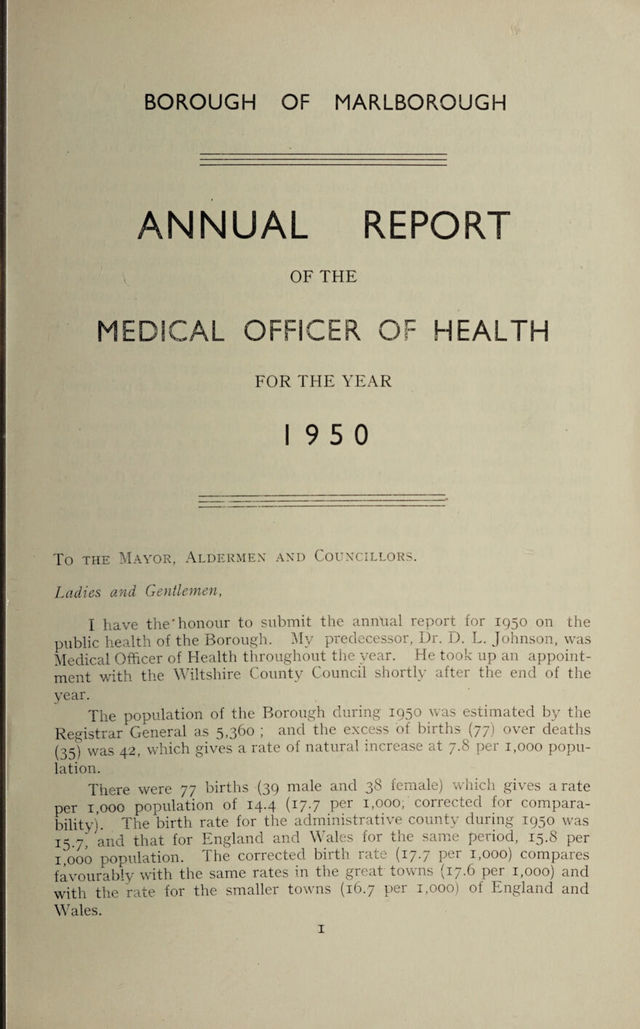 BOROUGH OF MARLBOROUGH
ANNUAL REPORT
OF THE
MEDICAL OFFICER OF HEALTH
FOR THE YEAR
1950
To the Mayor, Aldermen and Councillors.
Ladies and Gentlemen,
I have the honour to submit the annual report for 1950 on the
public health of the Borough. My predecessor, Dr. D. L. Johnson, was
Medical Officer of Health throughout the year. He took up an appoint-
ment with the Wiltshire County Council shortly after the end of the
year.
The population of the Borough during 1950 was estimated by the
Registrar General as 5,360 ; and the excess of births (77) over deaths
(35) was 42, which gives a rate of natural increase at 7.8 per 1,000 popu-
lation.
There were 77 births (39 male and 38 female) which gives a rate
per 1,000 population of 14.4 (17.7 per 1,000, corrected for compara-
bility). The birth rate for the administrative county during 1950 was
15.7, and that for England and Wales for the same period, 15.8 per
1,000 population. The corrected birth rate (17.7 per 1,000) compares
favourably with the same rates in the great towns (17.6 per 1,000) and
with the rate for the smaller towns (16.7 per 1,000) of England and
Wales.
1